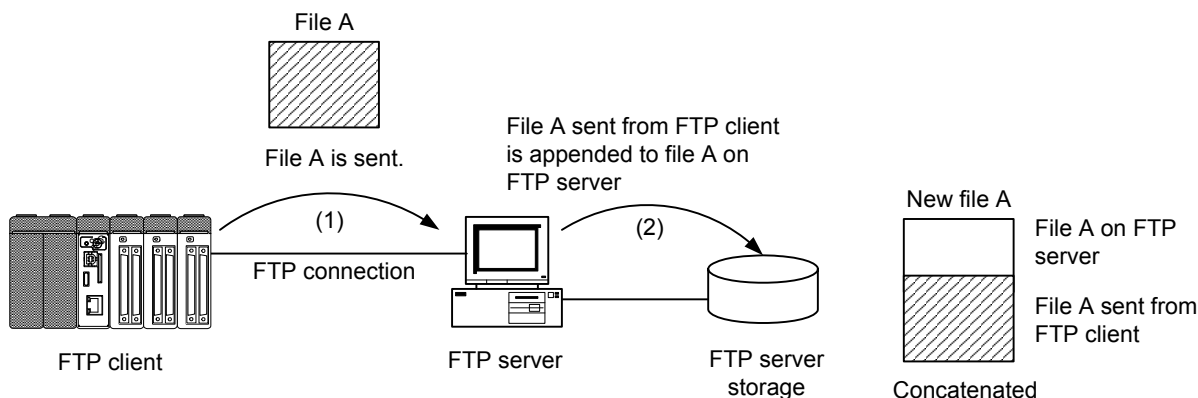 File A
File A is sent.
(1)
File A sent from FTP client
is appended to file A on
FTP server
(2)
FTP connection
FTP client
FTP server
FTP server
storage
New file A
File A on FTP
server
File A sent from
FTP client
Concatenated